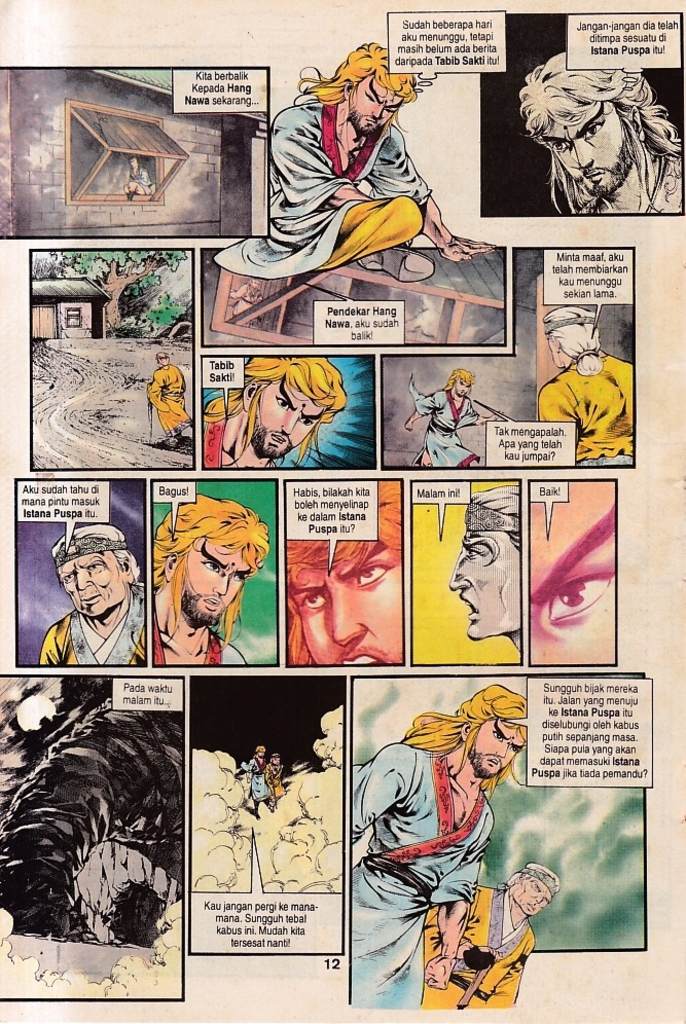 Kita berbalik
Kepada Hang
Nawa sekarang...
Sudah beberapa hari
aku menunggu, tetapi
masih belum ada berita
daripada Tabib Sakti itu!
Jangan-jangan dia telah
ditimpa sesuatu di
Istana Puspa itu!
Pendekar Hang
Nawa, aku sudah
balik!
Tabib
Sakti!
Minta maaf, aku
telah membiarkan
kau menunggu
sekian lama.
Tak mengapalah.
Apa yang telah
kau jumpai?
Aku sudah tahu di
mana pintu masuk
Istana Puspa itu.
Bagus!
Habis, bilakah kita
boleh menyelinap
ke dalam Istana
Puspa itu?
Malam ini!
Baik!
Pada waktu
malam itu...
Kau jangan pergi ke mana-
mana. Sungguh tebal
kabus ini. Mudah kita
tersesat nanti!
Sungguh bijak mereka
itu. Jalan yang menuju
ke Istana Puspa itu
diselubungi oleh kabus
putih sepanjang masa.
Siapa pula yang akan
dapat memasuki Istana
Puspa jika tiada pemandu?
12